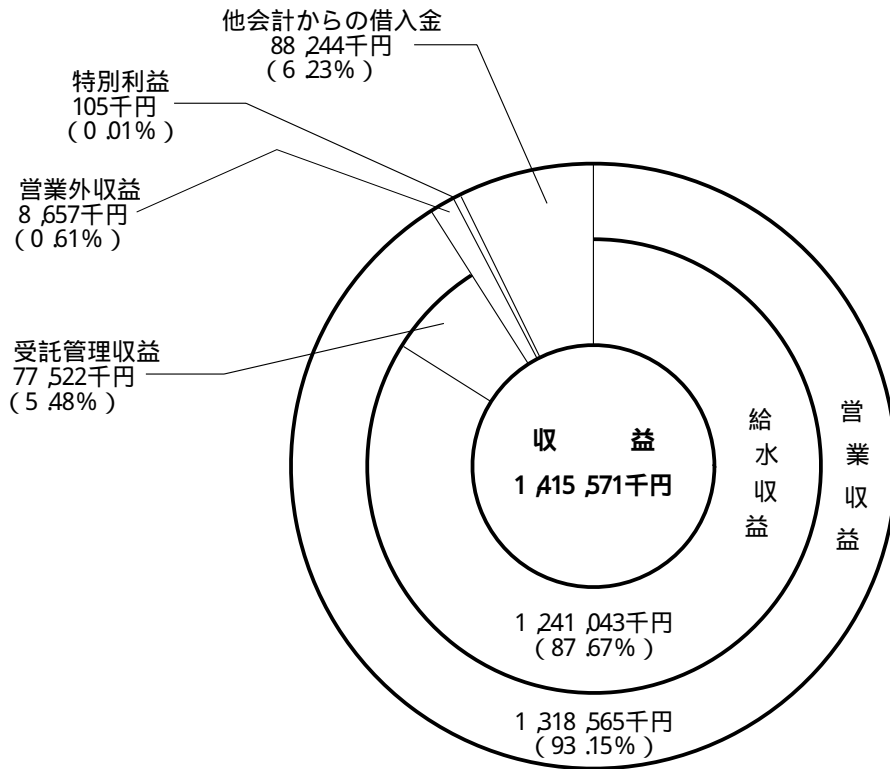 他会計からの借入金
88,244千円
(6.23%)
特別利益
105千円
(0.01%)
営業外収益
8,657千円
(0.61%)
受託管理収益
77,522千円
(5.48%)
収 益
1,415,571千円
給水収益
1,241,043千円
(87.67%)
営業収益
1,318,565千円
(93.15%)